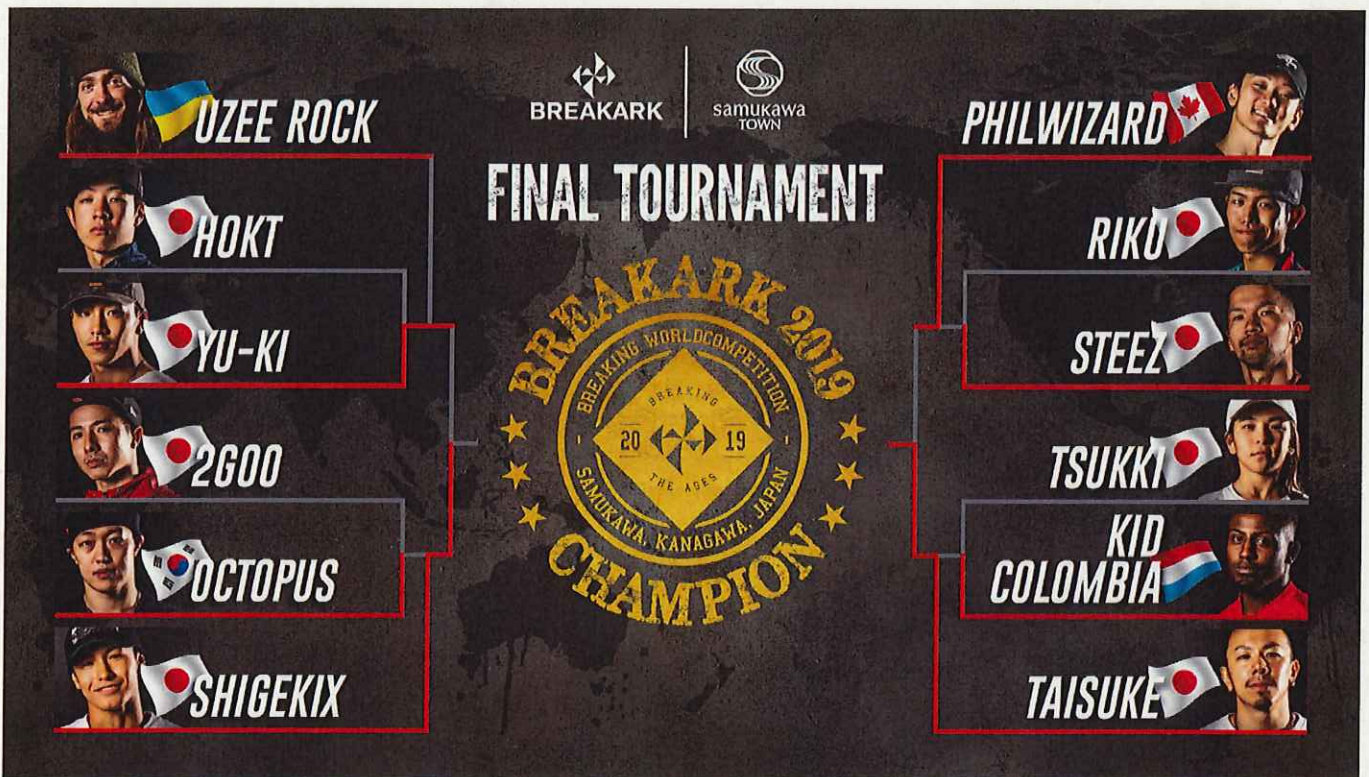 BREAKARK
samukawa
TOWN
FINAL TOURNAMENT
UZEE ROCK
HOKT
YU-KI
2GOO
OCTOPUS
SHIGEKIX
BREAKARK 2019
BREAKING WORLDCOMPETITION
BREAKING
20 19
THE AGES
SAMUKAWA, KANAGAWA, JAPAN
CHAMPION
PHILWIZARD
RIKU
STEEZ
TSUKKI
KID
COLOMBIA
TAISUKE